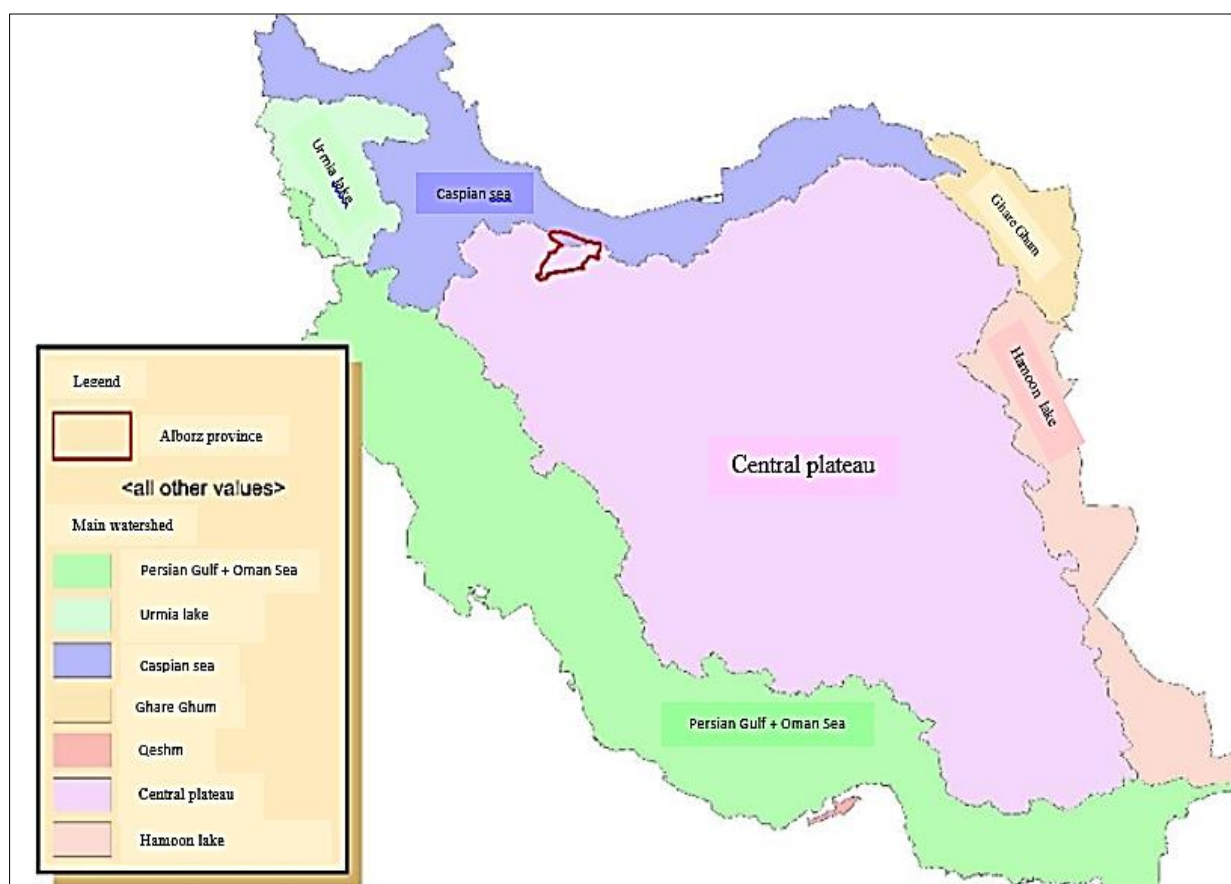 Urmia lake
Caspian sea
Ghare Ghum
Hamoon lake
Central plateau
Persian Gulf + Oman Sea
Legend
Alborz province
<all other values>
Main watershed
Persian Gulf + Oman Sea
Urmia lake
Caspian sea
Ghare Ghum
Qeshm
Central plateau
Hamoon lake